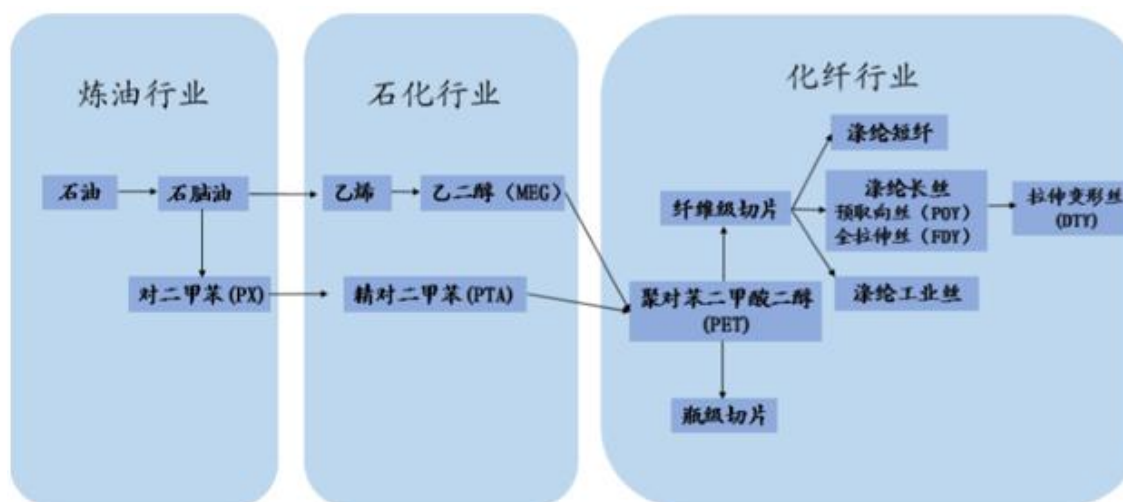 炼油行业
石化行业
化纤行业
石油
石脑油
乙烯
乙二醇（MEG）
对二甲苯(PX)
精对二甲苯(PTA)
纤维级切片
涤纶短纤
涤纶长丝
预取向丝（POY）
全拉伸丝（FDY）
拉伸变形丝
(DTY)
涤纶工业丝
聚对苯二甲酸二醇
(PET)
瓶级切片